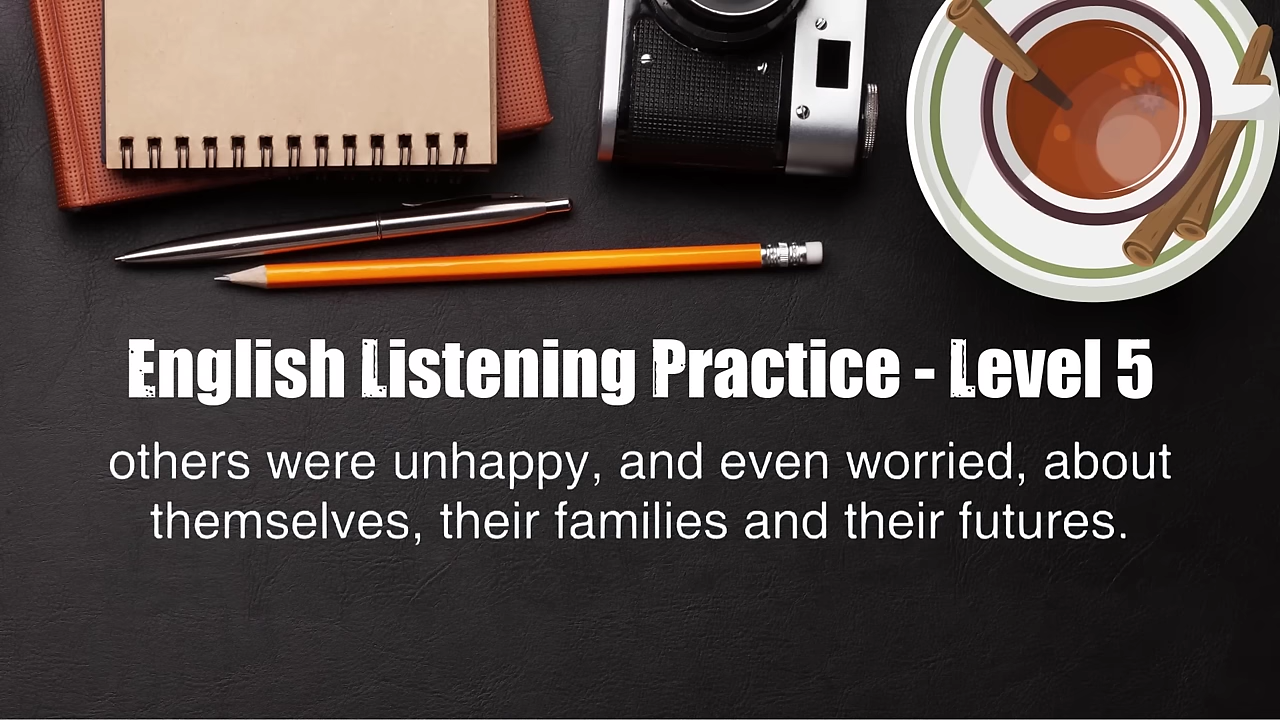 English Listening Practice - Level 5
others were unhappy, and even worried, about
themselves, their families and their futures.